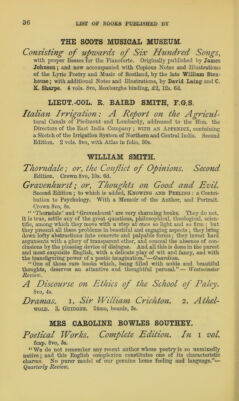 36 LIST OF BOOKS PUBLISHED BY
THE SCOTS MUSICAL MUSEUM.
Consisting of upwards of Six Hundred Songs,
with proper Basses for the Pianoforte. Originally published by James
Johnson; and now accompanied with Copious Notes and Illustrations
of the Lyric Poetry and Music of Scotland, by the late William Sten-
house; with additional Notes and Illustrations, by David Laing and C.
K. Sharpe. 4 vols. 8vo, Roxburghe binding, £2, 12s. 6d.
LIEUT.-COL. R. BAIRD SMITH, F.G.S.
Italian Irrigation: A Report on the Agricul-
tural Canals of Piedmont and Lombardy, addressed to the Hon. the
Directors of the East India Company; with an Appendix, containing
a Sketch of the Irrigation System of Northern and Central India. Second
Edition. 2 vols. 8vo, with Atlas in folio, 30s.
WILLIAM SMITH.
Thorndale; or, the Conflict of Opinions. Second
Edition. Crown 8vo, 10s. 6d.
Gravenhurst; or, Thoughts on Good and Evil.
Second Edition; to which is added, Knowing and Feeling: a Contri-
bution to Psychology. With a Memoir of the Author, and Portrait.
Crown 8vo, 8s.
"'Thorndale' and 'Gravenhurst' are very charming books. They do not,
it is true, settle any of the great questions, philosophical, theological, scien-
tific, among which they move with a sway at ease as light as a fish; but
they present all these problems in beautiful and engaging aspects; they bring
down lofty abstractions into concrete and palpable forms; they invest hard
arguments with a glory of transparent ether, and conceal the absence of con-
clusions by the pleasing device of dialogue. And all this is done in the purest
and most exquisite English, with a delicate play of wit and fancy, and with
the transfiguring power of a poetic imagination."—Guardian.
"One of those rare books which, being filled with noble and beautiful
thoughts, deserves an attentive and thoughtful perusal."—Westminster
Review.
A Discourse on Ethics of the School of Paley.
8vo, 4s.
Dramas. 1. Sir William Crichton. 2. Athel-
wold. 3. Guidone. 24mo, boards, 3s.
MRS CAROLINE BOWLES SOUTHEY.
Poetical Works. Complete Edition. In 1 vol.
fcap. 8vo, 5s.
"We do not remember any recent author whose poetry is so unmixedly
native; and this English complexion constitutes one of its characteristic
charms. No purer model of our genuine home feeling and language."—
Quarterly Review.